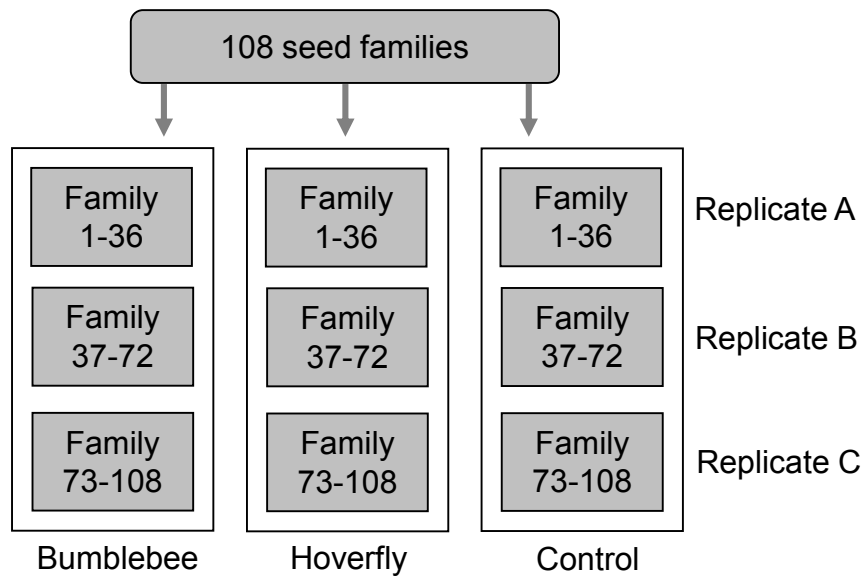 108 seed families
Family
1-36
Family
1-36
Family
1-36
Replicate A
Family
37-72
Family
37-72
Family
37-72
Replicate B
Family
73-108
Family
73-108
Family
73-108
Replicate C
Bumblebee
Hoverfly
Control